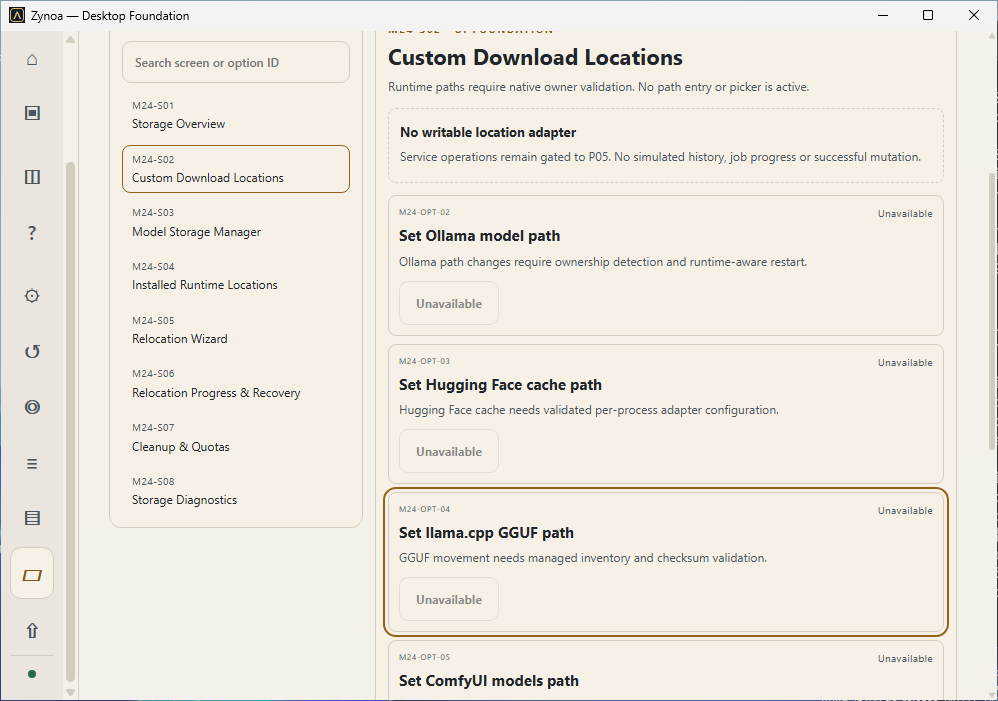 Zynoa — Desktop Foundation
Search screen or option ID
M24-S01
Storage Overview
M24-S02
Custom Download Locations
M24-S03
Model Storage Manager
M24-S04
Installed Runtime Locations
M24-S05
Relocation Wizard
M24-S06
Relocation Progress & Recovery
M24-S07
Cleanup & Quotas
M24-S08
Storage Diagnostics
Custom Download Locations
Runtime paths require native owner validation. No path entry or picker is active.
No writable location adapter
Service operations remain gated to P05. No simulated history, job progress or successful mutation.
M24-OPT-02
Unavailable
Set Ollama model path
Ollama path changes require ownership detection and runtime-aware restart.
Unavailable
M24-OPT-03
Unavailable
Set Hugging Face cache path
Hugging Face cache needs validated per-process adapter configuration.
Unavailable
M24-OPT-04
Unavailable
Set llama.cpp GGUF path
GGUF movement needs managed inventory and checksum validation.
Unavailable
M24-OPT-05
Unavailable
Set ComfyUI models path